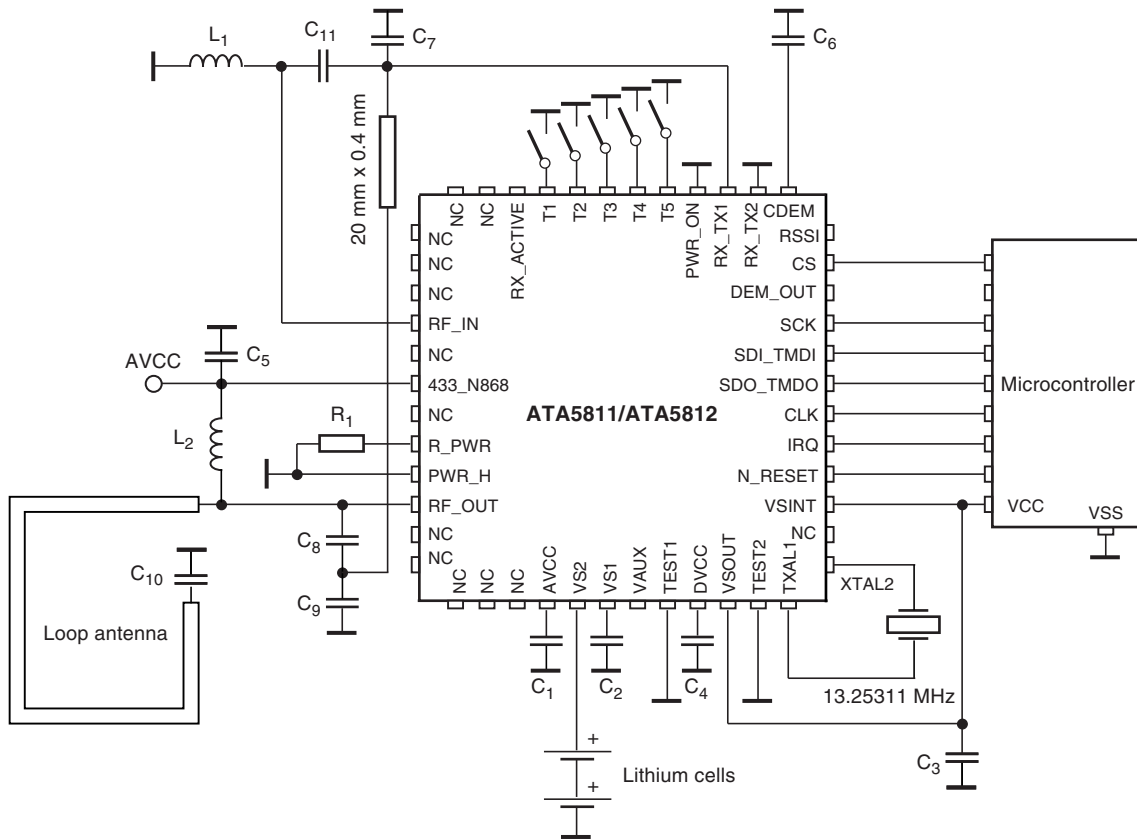 L1
C11
C7
C6
20 mm x 0.4 mm
NC
NC
RX_ACTIVE
T1
T2
T3
T4
T5
PWR_ON
RX_TX1
RX_TX2
CDEM
NC
NC
NC
RF_IN
NC
433_N868
NC
R_PWR
PWR_H
RF_OUT
NC
NC
RSSI
CS
DEM_OUT
SCK
SDI_TMDI
SDO_TMDO
CLK
IRQ
N_RESET
VSINT
NC
XTAL2
ATA5811/ATA5812
Microcontroller
VCC
VSS
AVCC
C5
L2
R1
C8
C9
C10
Loop antenna
NC
NC
NC
AVCC
VS2
VS1
VAUX
TEST1
DVCC
VSOUT
TEST2
TXAL1
C1
C2
C4
13.25311 MHz
C3
+
Lithium cells
+